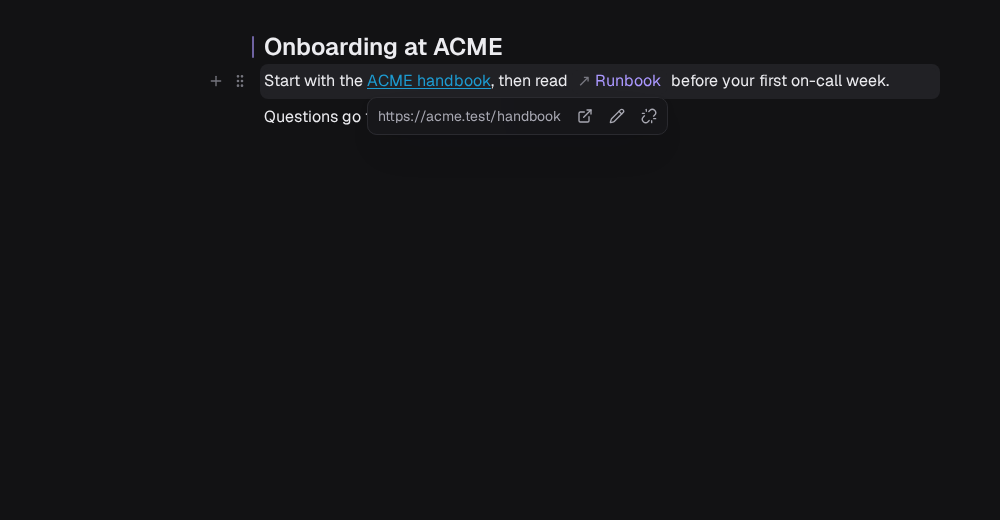 Onboarding at ACME
Start with the ACME handbook, then read ↗ Runbook before your first on-call week.
Questions go
https://acme.test/handbook